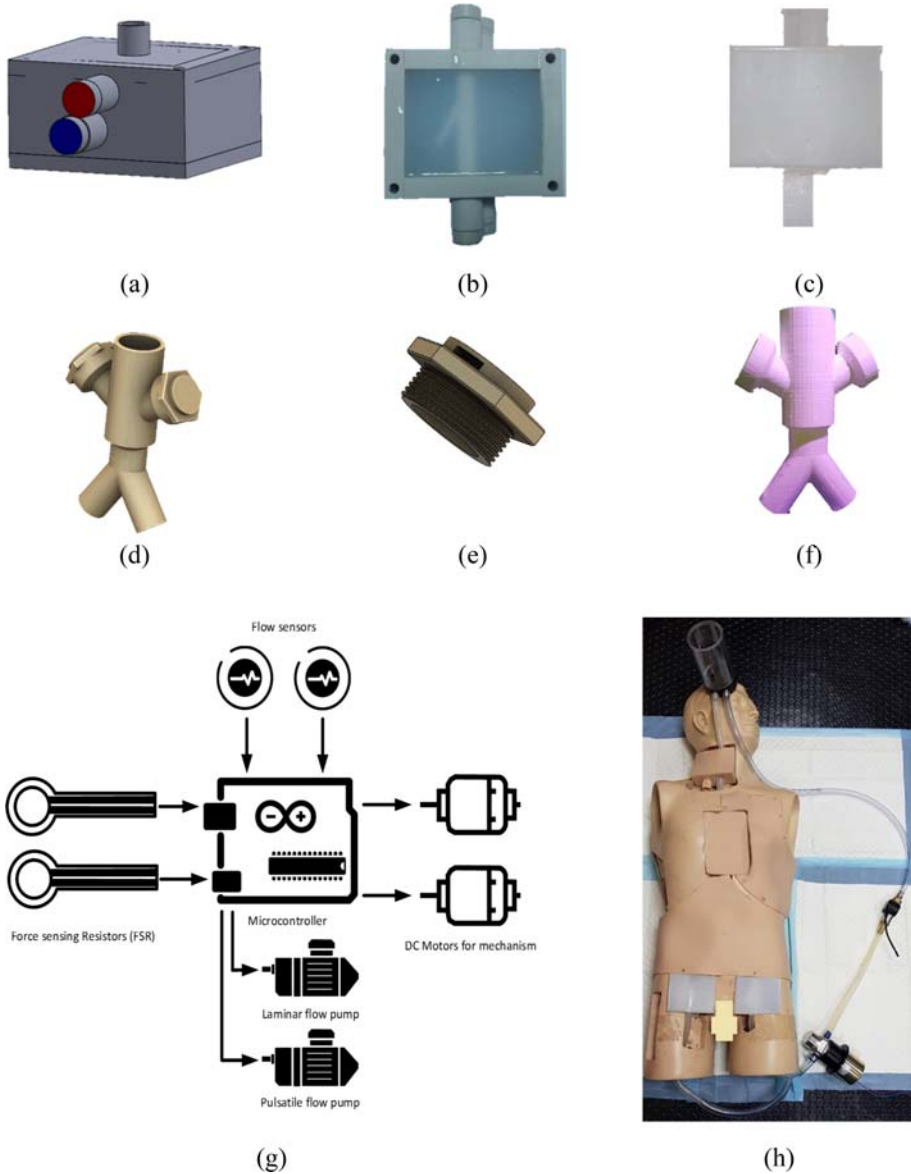 (a)
(b)
(c)
(d)
(e)
(f)
Flow sensors
Microcontroller
Force sensing Resistors (FSR)
DC Motors for mechanism
Laminar flow pump
Pulsatile flow pump
(g)
(h)